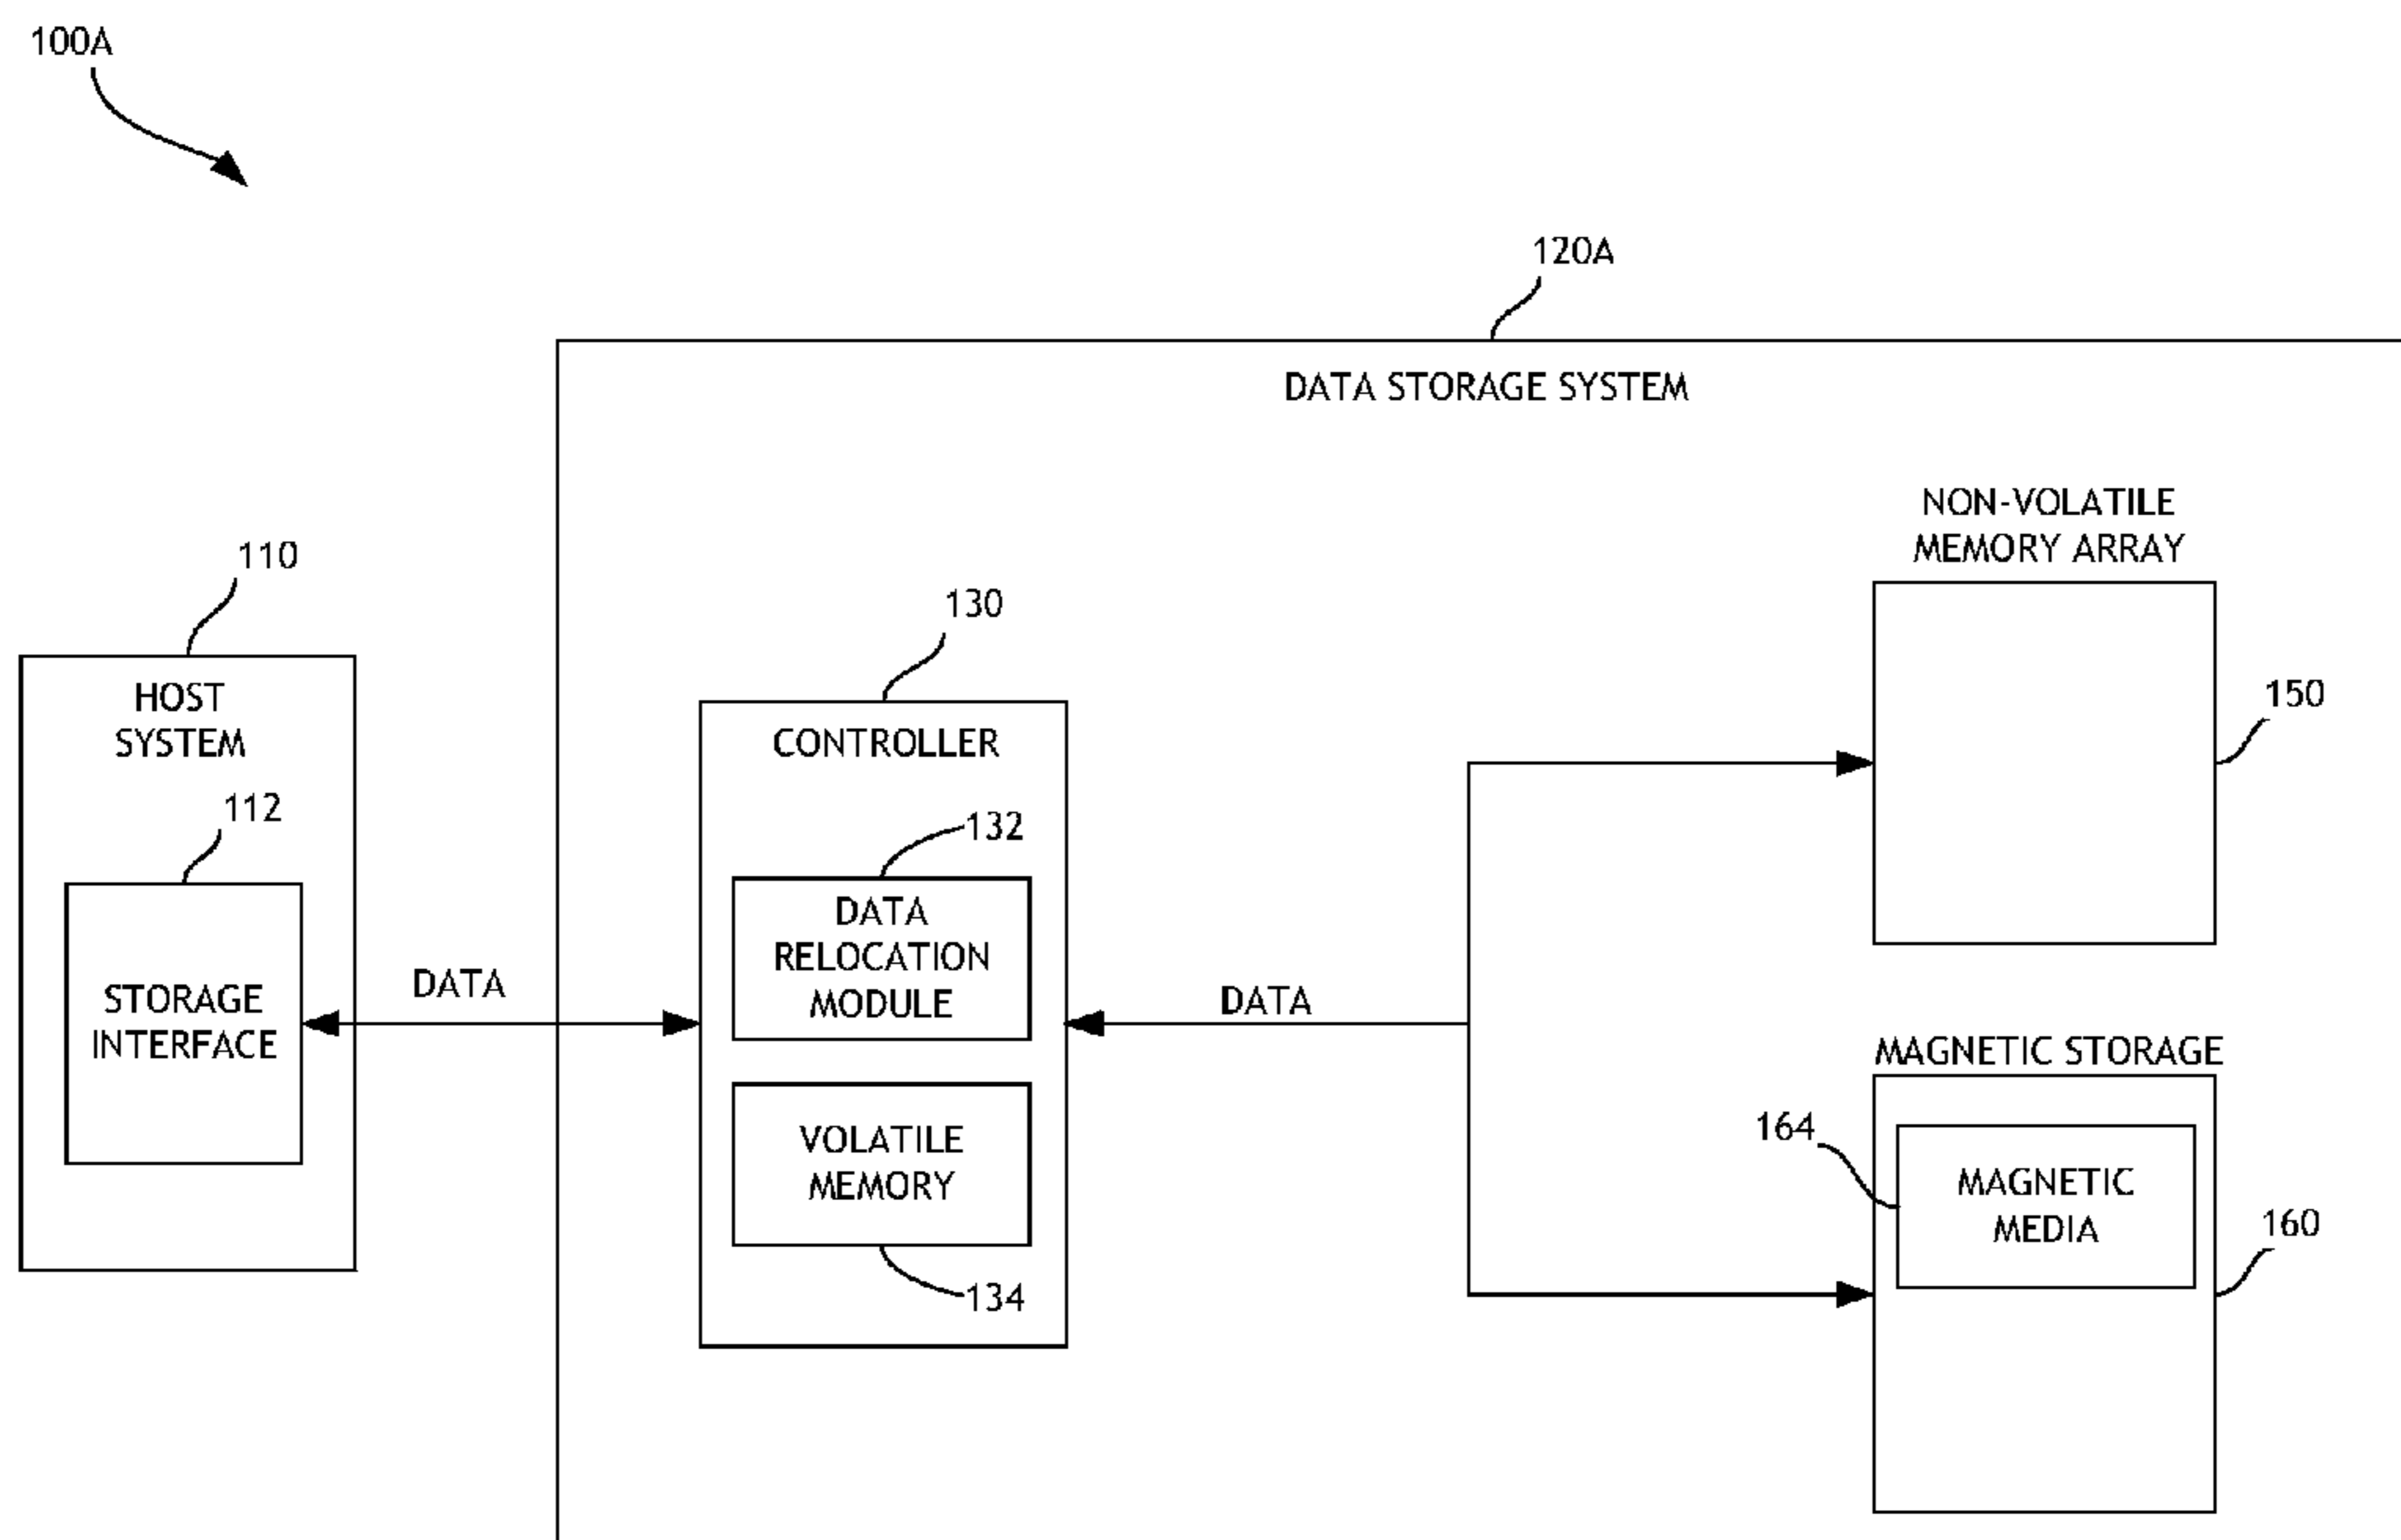 100A
120A
DATA STORAGE SYSTEM
NON-VOLATILE
MEMORY ARRAY
150
110
HOST
SYSTEM
112
STORAGE
INTERFACE
DATA
130
CONTROLLER
132
DATA
RELOCATION
MODULE
VOLATILE
MEMORY
134
DATA
MAGNETIC STORAGE
164
MAGNETIC
MEDIA
160